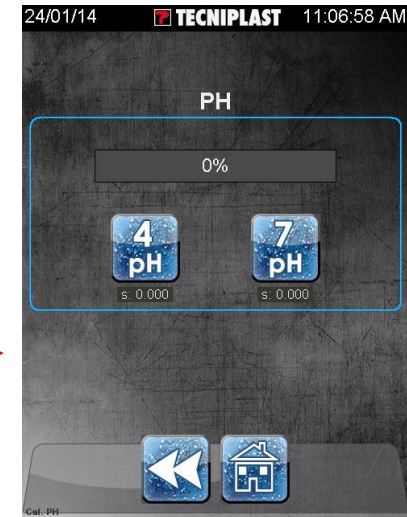 24/01/14 TECNIPLAST 11:06:58 AM
PH
0%
4 pH 7 pH
s: 0.000 s: 0.000
Cal. PH